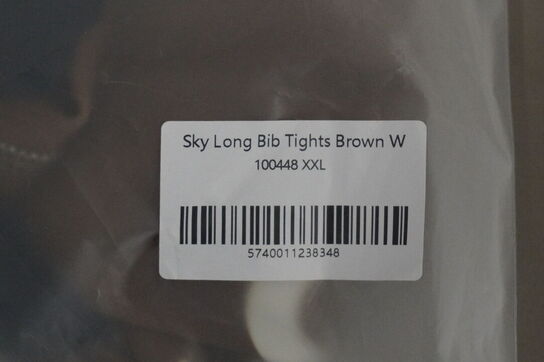 Sky Long Bib Tights Brown W
100448 XXL
5740011238348